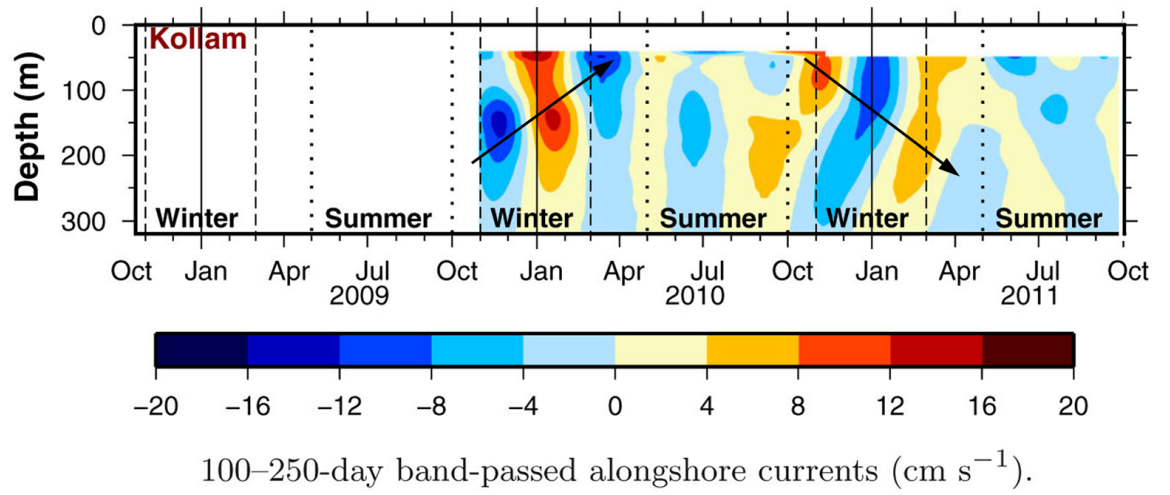 Kollam
Depth (m)
0
100
200
300
Winter Summer Winter Summer Winter Summer
Oct Jan Apr Jul Oct Jan Apr Jul Oct Jan Apr Jul Oct
2009 2010 2011
−20 −16 −12 −8 −4 0 4 8 12 16 20
100–250-day band-passed alongshore currents (cm s⁻¹).